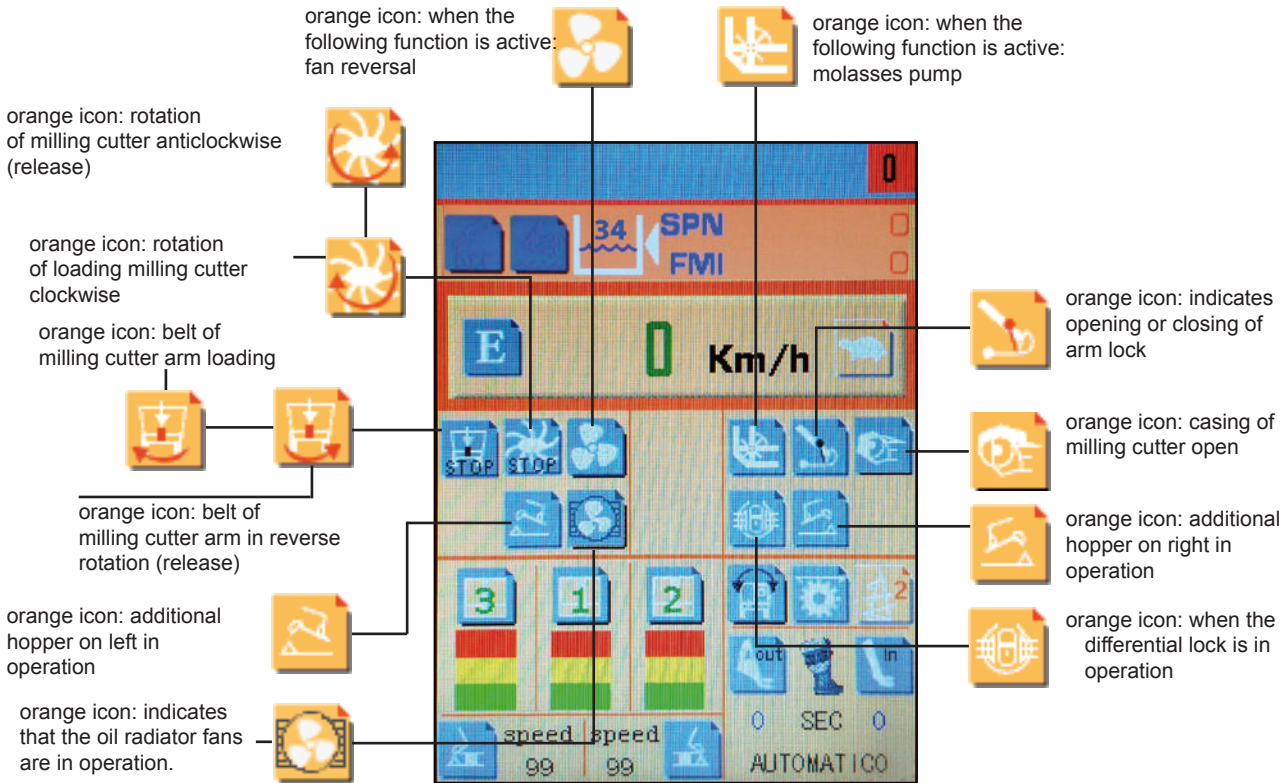 orange icon: when the
following function is active:
fan reversal
orange icon: when the
following function is active:
molasses pump
orange icon: rotation
of milling cutter anticlockwise
(release)
orange icon: rotation
of loading milling cutter
clockwise
orange icon: belt of
milling cutter arm loading
orange icon: belt of
milling cutter arm in reverse
rotation (release)
orange icon: additional
hopper on left in
operation
orange icon: indicates
that the oil radiator fans
are in operation.
0
34 SPN 0
FMI 0
E 0 Km/h
STOP STOP
3 1 2 2
out In
0 SEC 0
speed speed
99 99 AUTOMATICO
orange icon: indicates
opening or closing of
arm lock
orange icon: casing of
milling cutter open
orange icon: additional
hopper on right in
operation
orange icon: when the
differential lock is in
operation